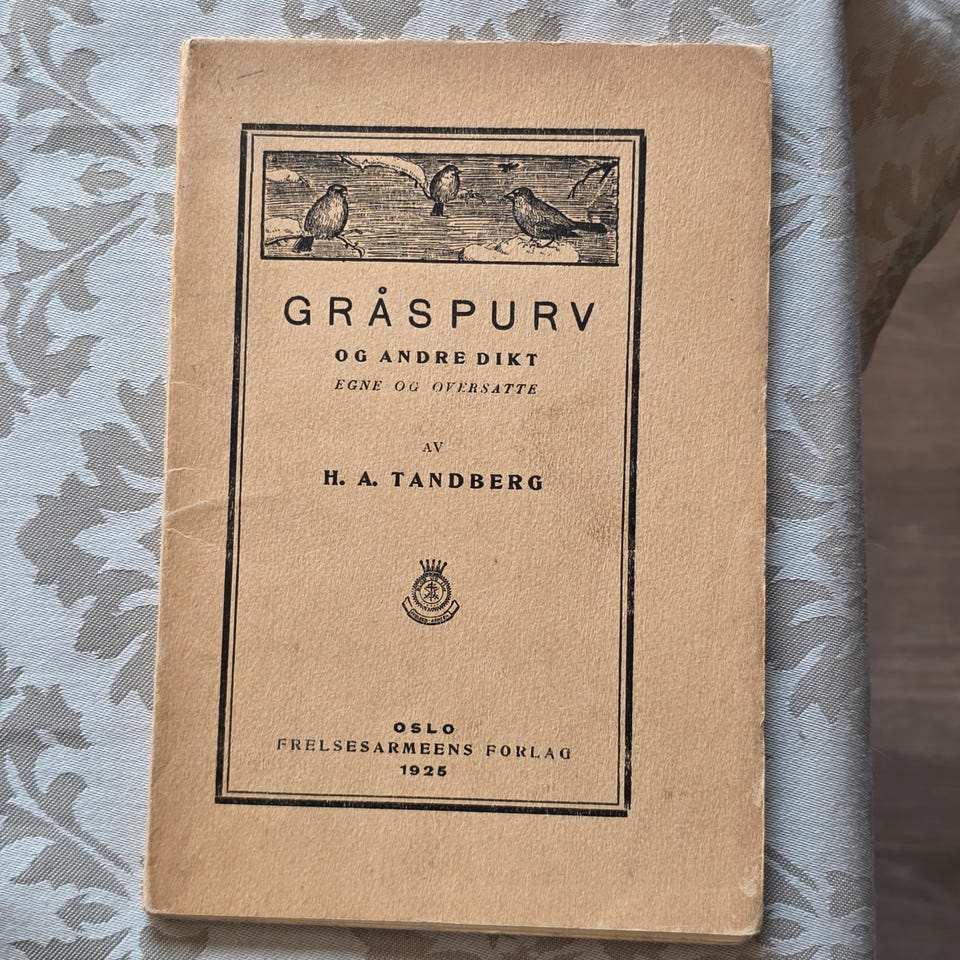 GRÅSPURV
OG ANDRE DIKT
EGNE OG OVERSATTE
AV
H. A. TANDBERG
OSLO
FRELSESARMEENS FORLAG
1925